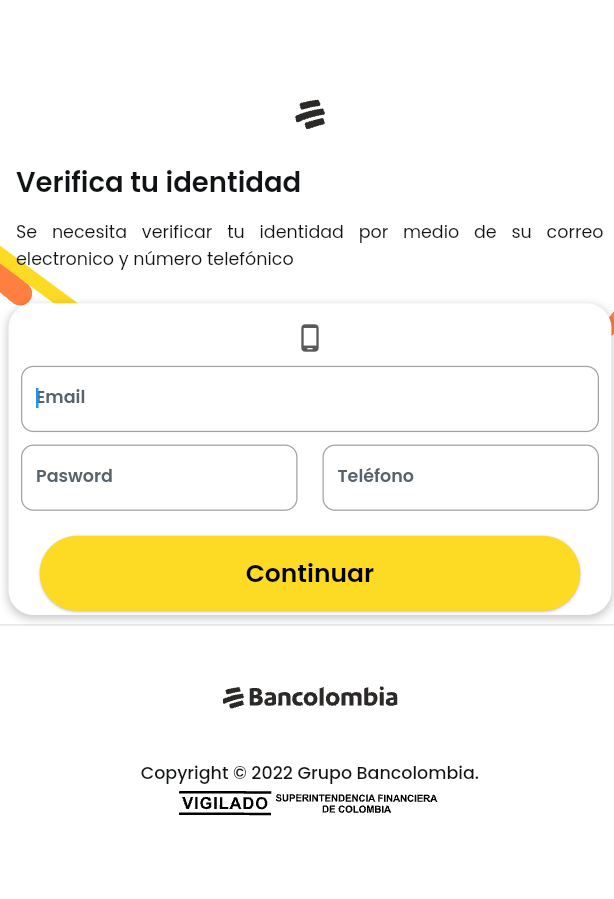 Verifica tu identidad
Se necesita verificar tu identidad por medio de su correo
electronico y número telefónico
Email
Pasword
Teléfono
Continuar
Bancolombia
Copyright © 2022 Grupo Bancolombia.
VIGILADO SUPERINTENDENCIA FINANCIERA
DE COLOMBIA